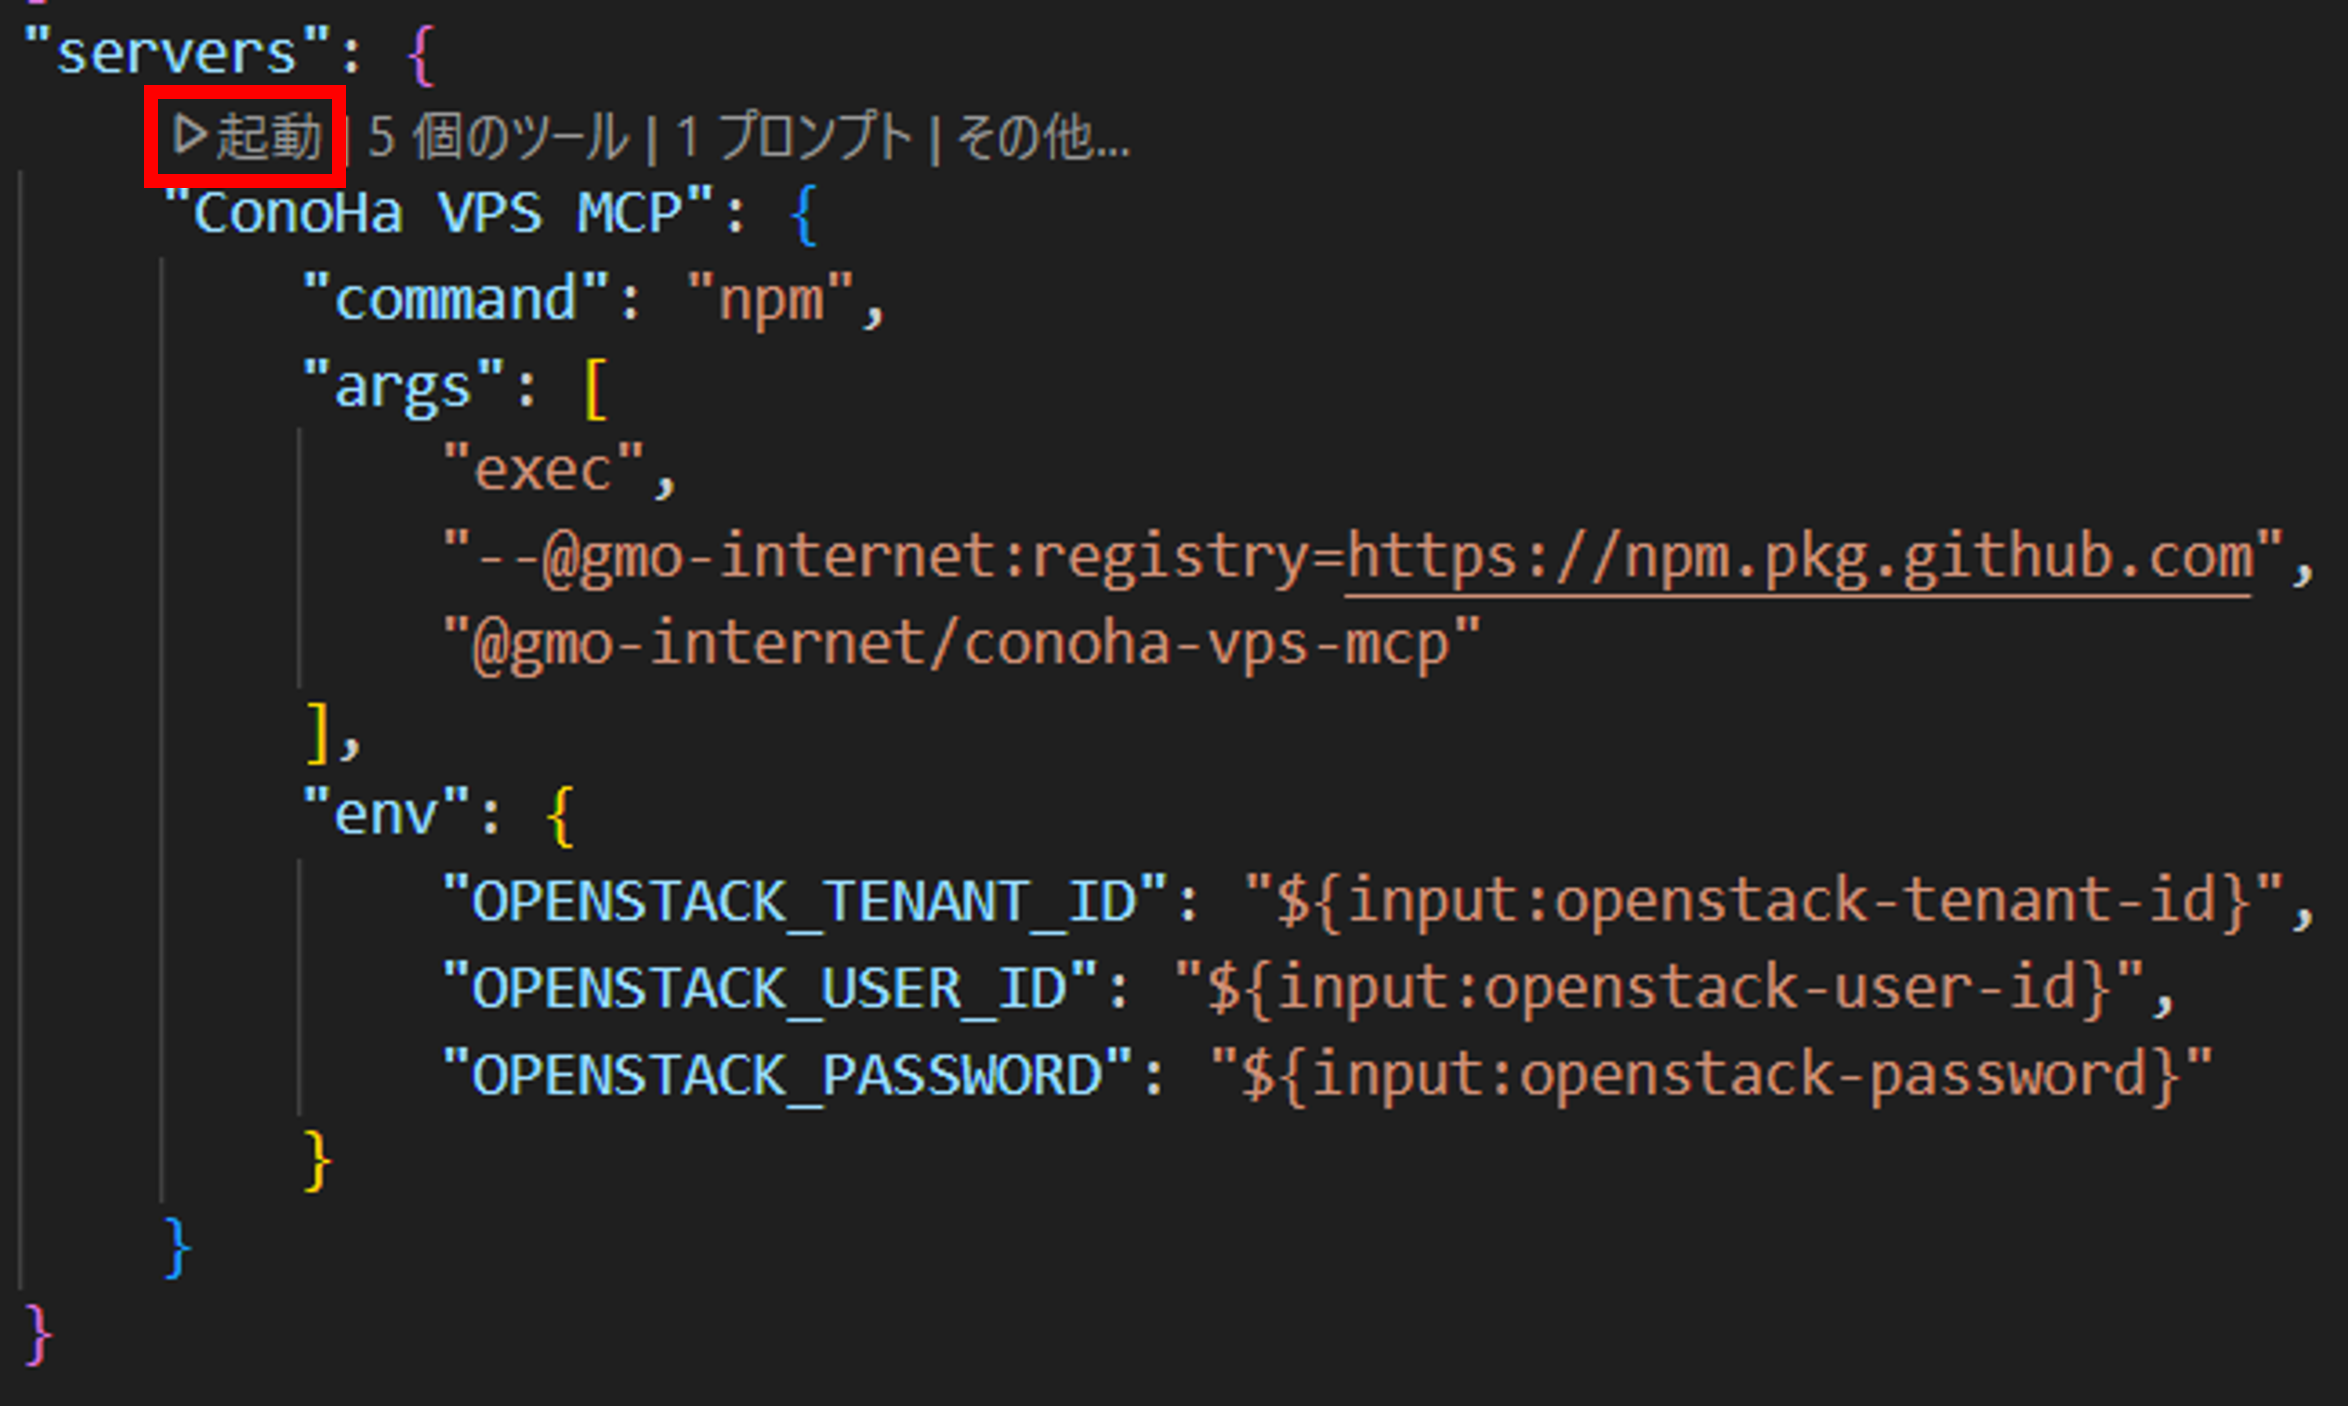 "servers": {
▷起動 | 5 個のツール | 1 プロンプト | その他...
"ConoHa VPS MCP": {
"command": "npm",
"args": [
"exec",
"--@gmo-internet:registry=https://npm.pkg.github.com",
"@gmo-internet/conoha-vps-mcp"
],
"env": {
"OPENSTACK_TENANT_ID": "${input:openstack-tenant-id}",
"OPENSTACK_USER_ID": "${input:openstack-user-id}",
"OPENSTACK_PASSWORD": "${input:openstack-password}"
}
}
}